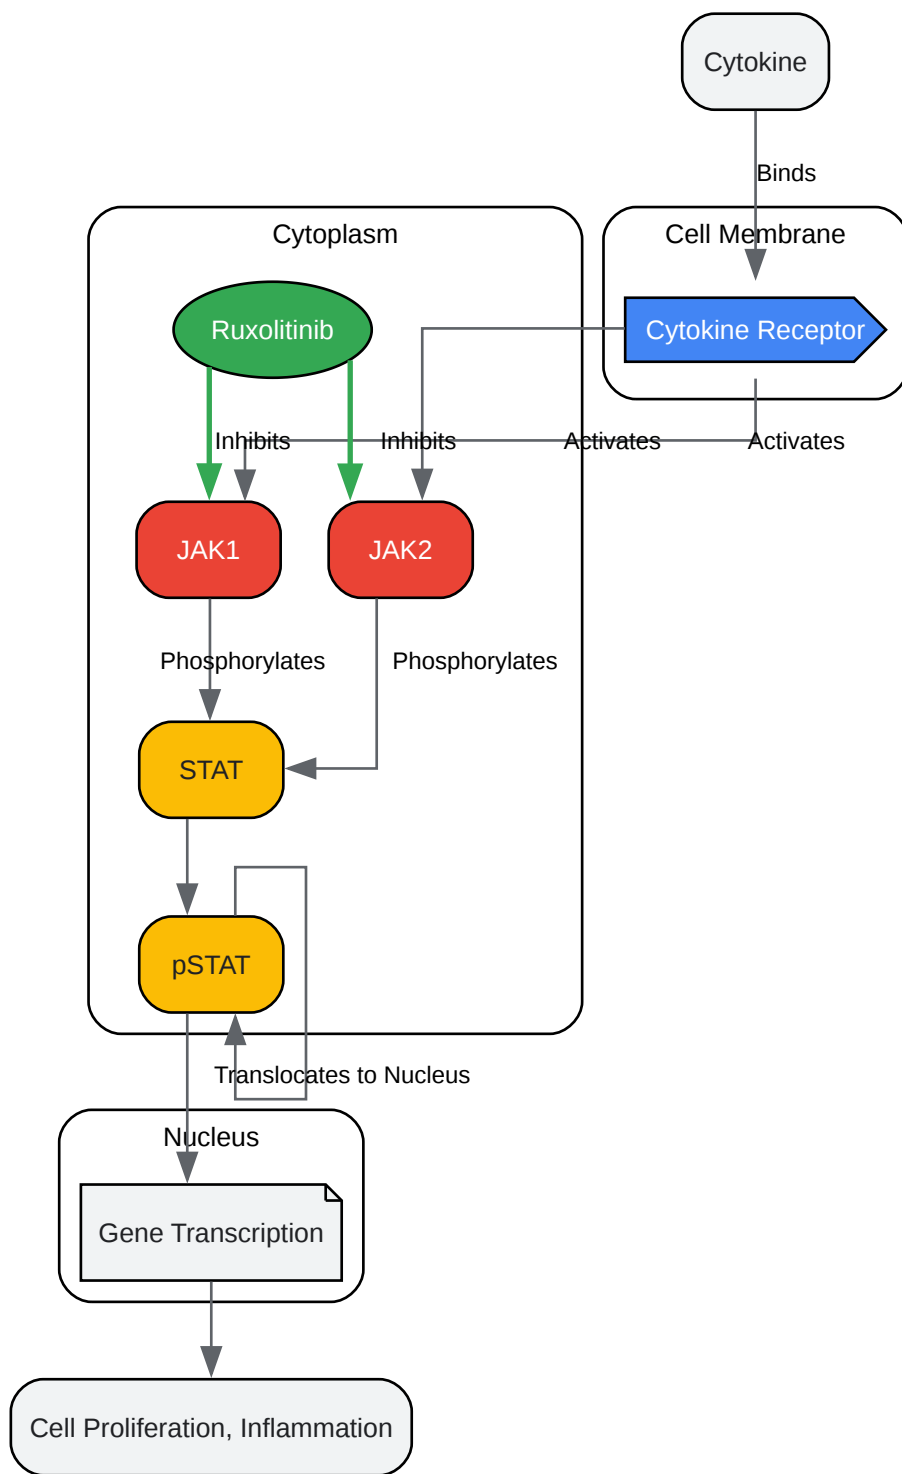 Cytokine
Binds
Cytoplasm
Cell Membrane
Ruxolitinib
Cytokine Receptor
Inhibits
Inhibits
Activates
Activates
JAK1
JAK2
Phosphorylates
Phosphorylates
STAT
pSTAT
Translocates to Nucleus
Nucleus
Gene Transcription
Cell Proliferation, Inflammation